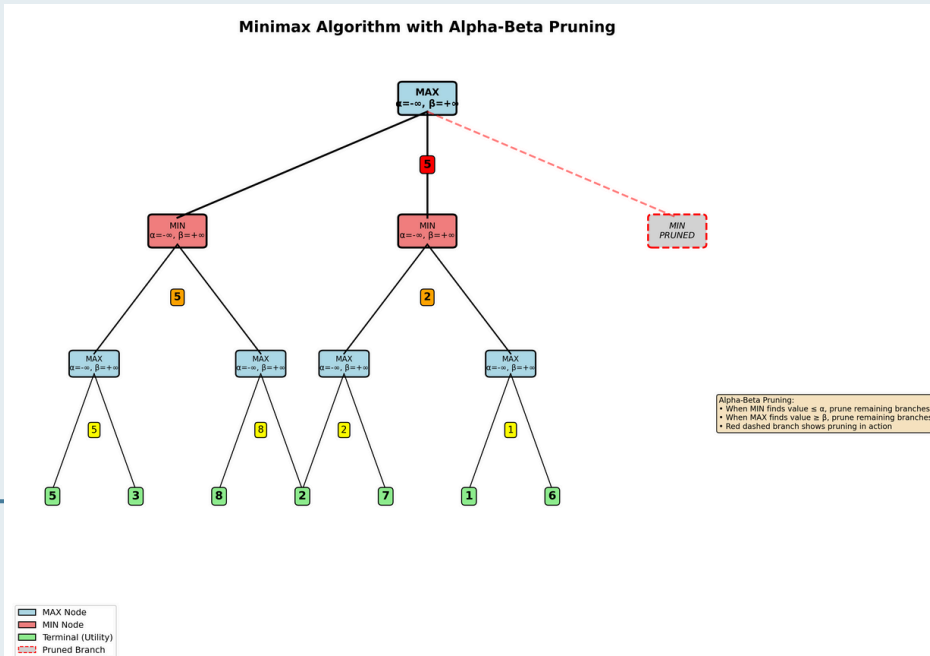 Minimax Algorithm with Alpha-Beta Pruning
MAX
α=-∞, β=+∞
5
MIN
α=-∞, β=+∞
MIN
α=-∞, β=+∞
MIN
PRUNED
5
2
MAX
α=-∞, β=+∞
MAX
α=-∞, β=+∞
MAX
α=-∞, β=+∞
MAX
α=-∞, β=+∞
5
8
2
1
5
3
8
2
7
1
6
Alpha-Beta Pruning:
• When MIN finds value ≤ α, prune remaining branches
• When MAX finds value ≥ β, prune remaining branches
• Red dashed branch shows pruning in action
MAX Node
MIN Node
Terminal (Utility)
Pruned Branch